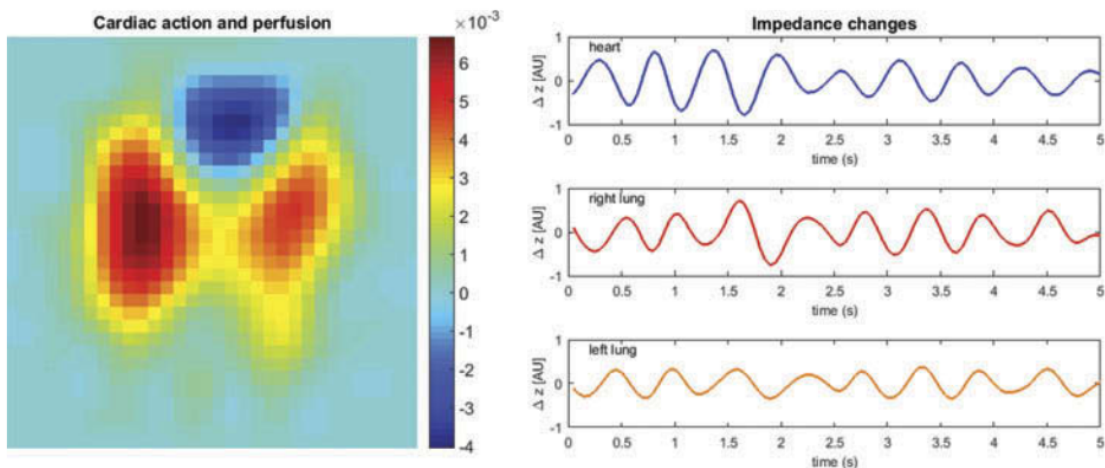 Cardiac action and perfusion
×10⁻³
6
5
4
3
2
1
0
-1
-2
-3
-4
Impedance changes
heart
Δ z [AU]
1
0
-1
0 0.5 1 1.5 2 2.5 3 3.5 4 4.5 5
time (s)
right lung
Δ z [AU]
1
0
-1
0 0.5 1 1.5 2 2.5 3 3.5 4 4.5 5
time (s)
left lung
Δ z [AU]
1
0
-1
0 0.5 1 1.5 2 2.5 3 3.5 4 4.5 5
time (s)